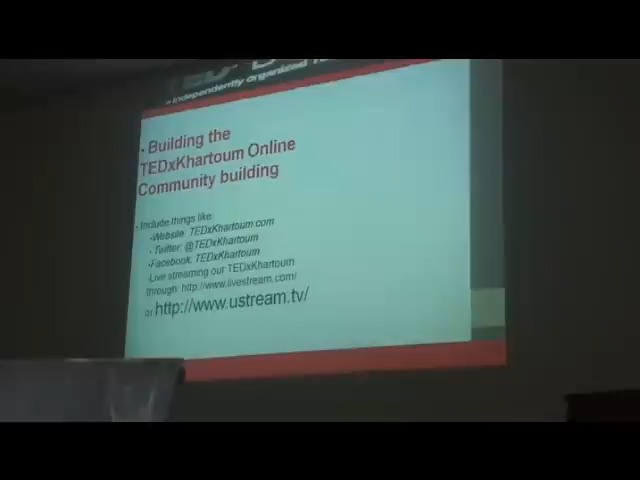 independently organized
• Building the
TEDxKhartoum Online
Community building
• Include things like:
•Website: TEDxKhartoum.com
• Twitter: @TEDxKhartoum
•Facebook: TEDxKhartoum
•Live streaming our TEDxKhartoum
through: http://www.livestream.com/
or http://www.ustream.tv/